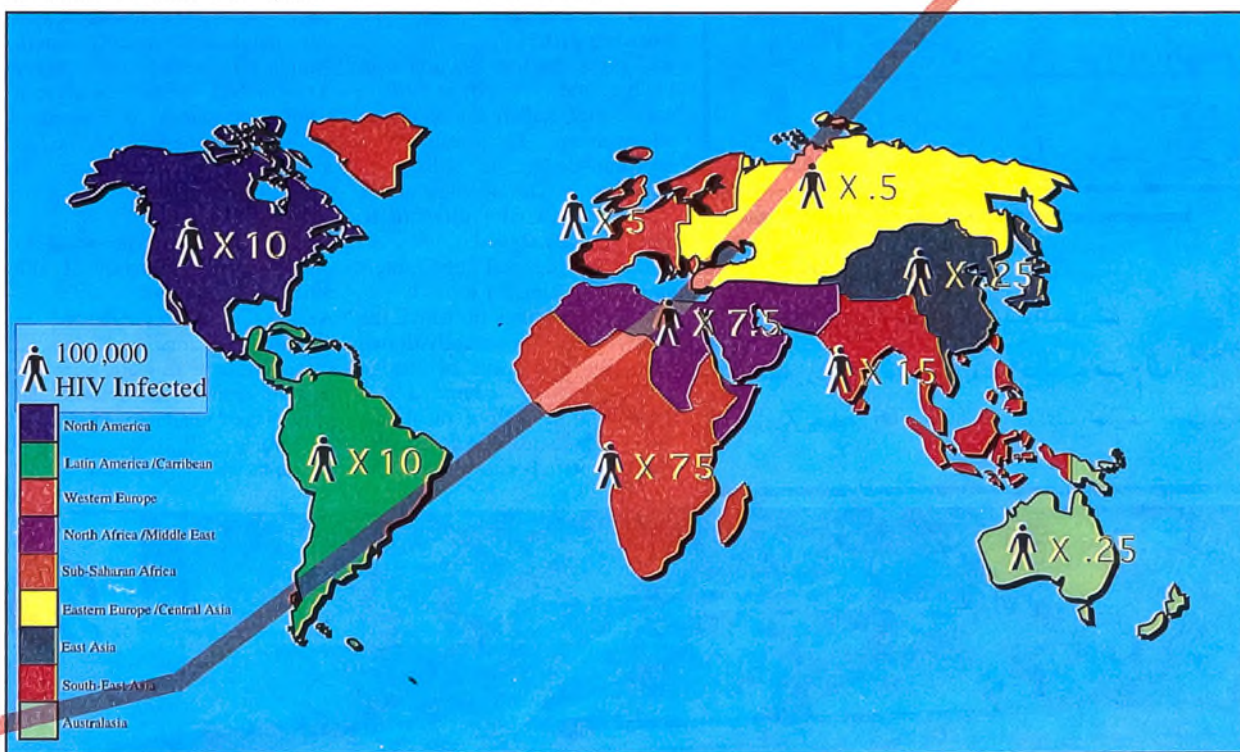 X 10
X 5
X .5
X .25
X 7.5
X 15
X 10
X 75
X .25
100,000
HIV Infected
North America
Latin America /Carribean
Western Europe
North Africa /Middle East
Sub-Saharan Africa
Eastern Europe /Central Asia
East Asia
South-East Asia
Australasia